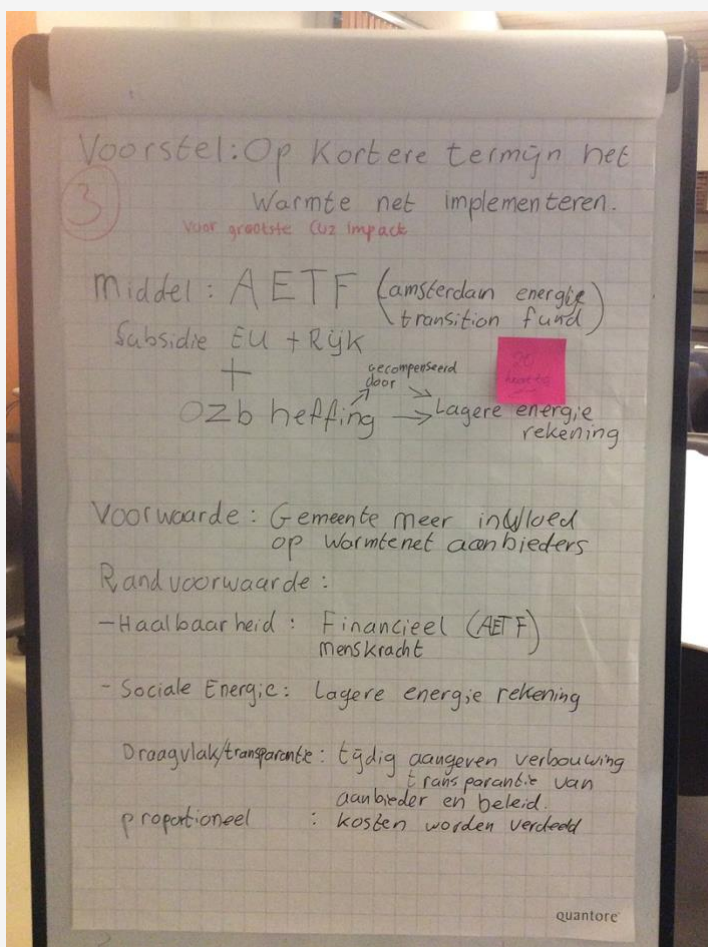 Voorstel: Op Kortere termijn het
Warmte net implementeren.
3
Voor grootste CO2 Impack
Middel: AETF (amsterdam energie
transition fund)
Subsidie EU + Rijk
+
gecompenseerd
door
OZB heffing → Lagere energie
rekening
Voorwaarde: Gemeente meer invloed
op Warmtenet aanbieders
Randvoorwaarde:
- Haalbaarheid: Financieel (AETF)
menskracht
- Sociale Energie: Lagere energie rekening
Draagvlak/transparantie: tijdig aangeven verbouwing
transparantie van
aanbieder en beleid.
proportioneel : kosten worden verdeeld
quantore